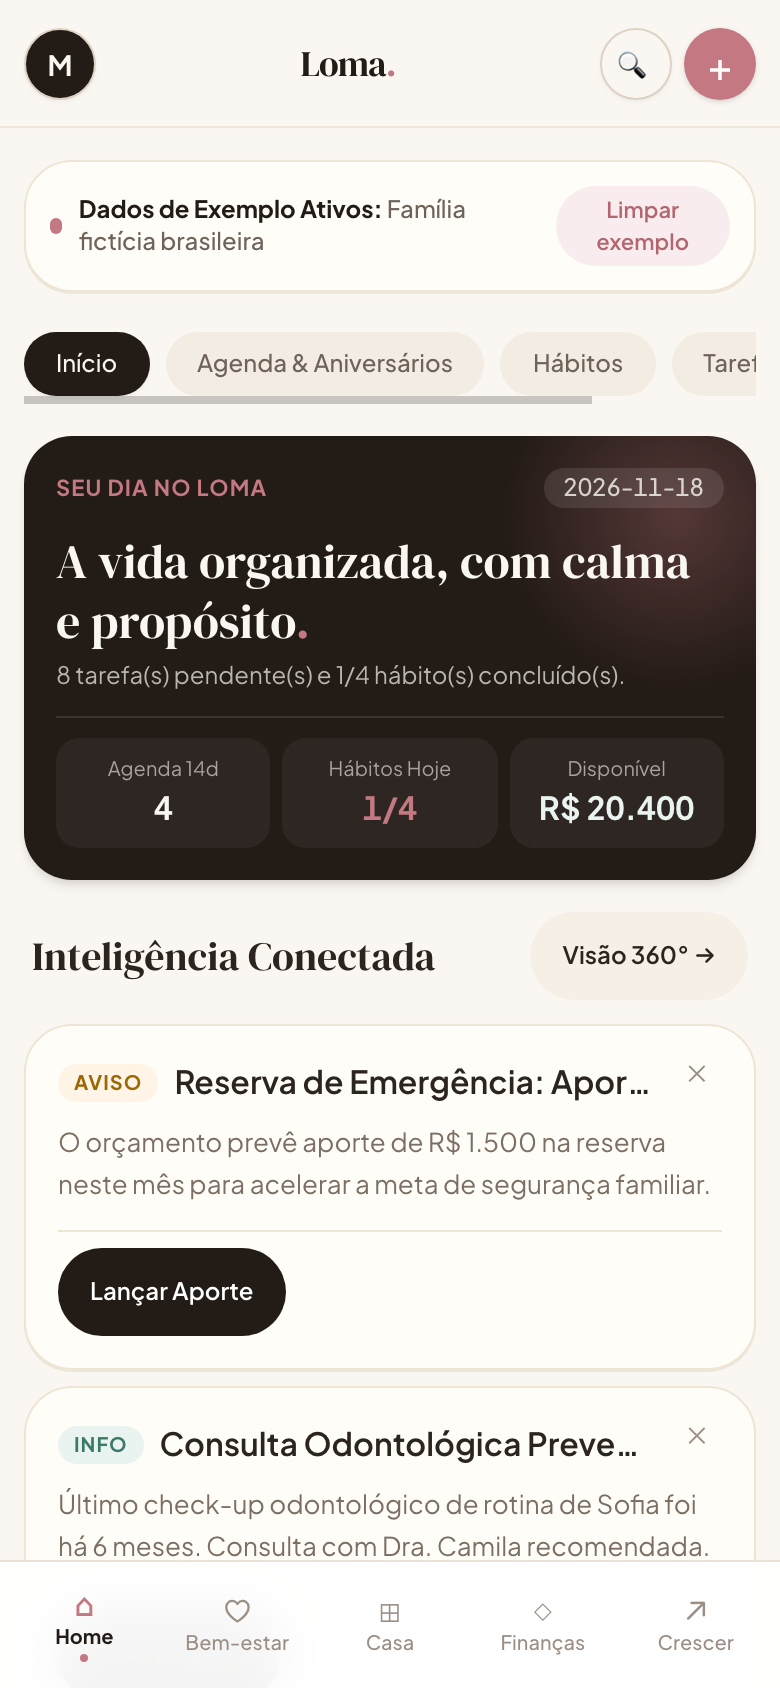 M
Loma.
+
Dados de Exemplo Ativos: Família
fictícia brasileira
Limpar
exemplo
Início
Agenda & Aniversários
Hábitos
Taref
SEU DIA NO LOMA
2026-11-18
A vida organizada, com calma
e propósito.
8 tarefa(s) pendente(s) e 1/4 hábito(s) concluído(s).
Agenda 14d
4
Hábitos Hoje
1/4
Disponível
R$ 20.400
Inteligência Conectada
Visão 360° →
AVISO
Reserva de Emergência: Apor...
O orçamento prevê aporte de R$ 1.500 na reserva
neste mês para acelerar a meta de segurança familiar.
Lançar Aporte
INFO
Consulta Odontológica Preve...
Último check-up odontológico de rotina de Sofia foi
há 6 meses. Consulta com Dra. Camila recomendada.
Home
Bem-estar
Casa
Finanças
Crescer